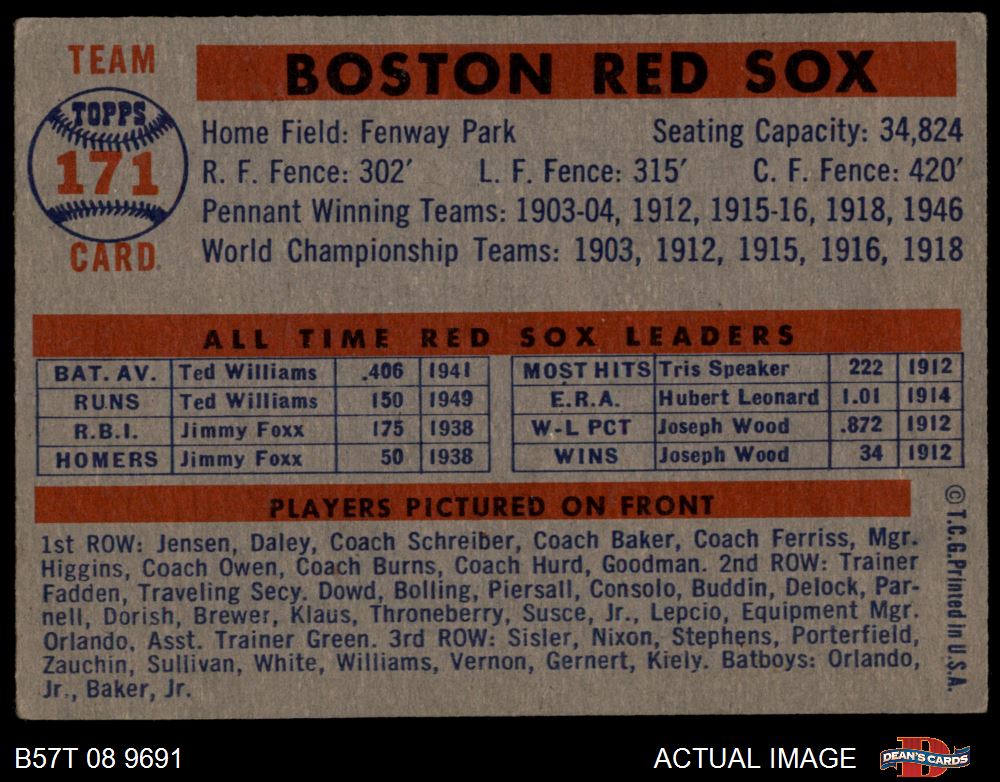 TEAM
TOPPS
171
CARD
BOSTON RED SOX
Home Field: Fenway Park Seating Capacity: 34,824
R. F. Fence: 302′ L. F. Fence: 315′ C. F. Fence: 420′
Pennant Winning Teams: 1903-04, 1912, 1915-16, 1918, 1946
World Championship Teams: 1903, 1912, 1915, 1916, 1918
ALL TIME RED SOX LEADERS
BAT. AV. Ted Williams .406 1941
RUNS Ted Williams 150 1949
R.B.I. Jimmy Foxx 175 1938
HOMERS Jimmy Foxx 50 1938
MOST HITS Tris Speaker 222 1912
E.R.A. Hubert Leonard 1.01 1914
W-L PCT Joseph Wood .872 1912
WINS Joseph Wood 34 1912
PLAYERS PICTURED ON FRONT
1st ROW: Jensen, Daley, Coach Schreiber, Coach Baker, Coach Ferriss, Mgr.
Higgins, Coach Owen, Coach Burns, Coach Hurd, Goodman. 2nd ROW: Trainer
Fadden, Traveling Secy. Dowd, Bolling, Piersall, Consolo, Buddin, Delock, Par-
nell, Dorish, Brewer, Klaus, Throneberry, Susce, Jr., Lepcio, Equipment Mgr.
Orlando, Asst. Trainer Green. 3rd ROW: Sisler, Nixon, Stephens, Porterfield,
Zauchin, Sullivan, White, Williams, Vernon, Gernert, Kiely. Batboys: Orlando,
Jr., Baker, Jr.
© T.C.G. Printed in U.S.A.
B57T 08 9691 ACTUAL IMAGE
DEAN'S CARDS